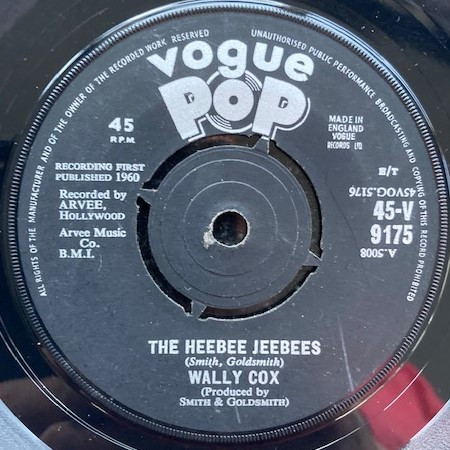 ALL RIGHTS OF THE MANUFACTURER AND OF THE OWNER OF THE RECORDED WORK RESERVED
UNAUTHORISED PUBLIC PERFORMANCE BROADCASTING AND COPYING OF THIS RECORD PROHIBITED
vogue
POP
45
R.P.M.
MADE IN
ENGLAND
VOGUE
RECORDS LTD
RECORDING FIRST
PUBLISHED 1960
Recorded by
ARVEE,
HOLLYWOOD
Arvee Music
Co.
B.M.I.
E/T
45VOG.5176
45-V
9175
A.5008
THE HEEBEE JEEBEES
(Smith, Goldsmith)
WALLY COX
(Produced by
SMITH & GOLDSMITH)